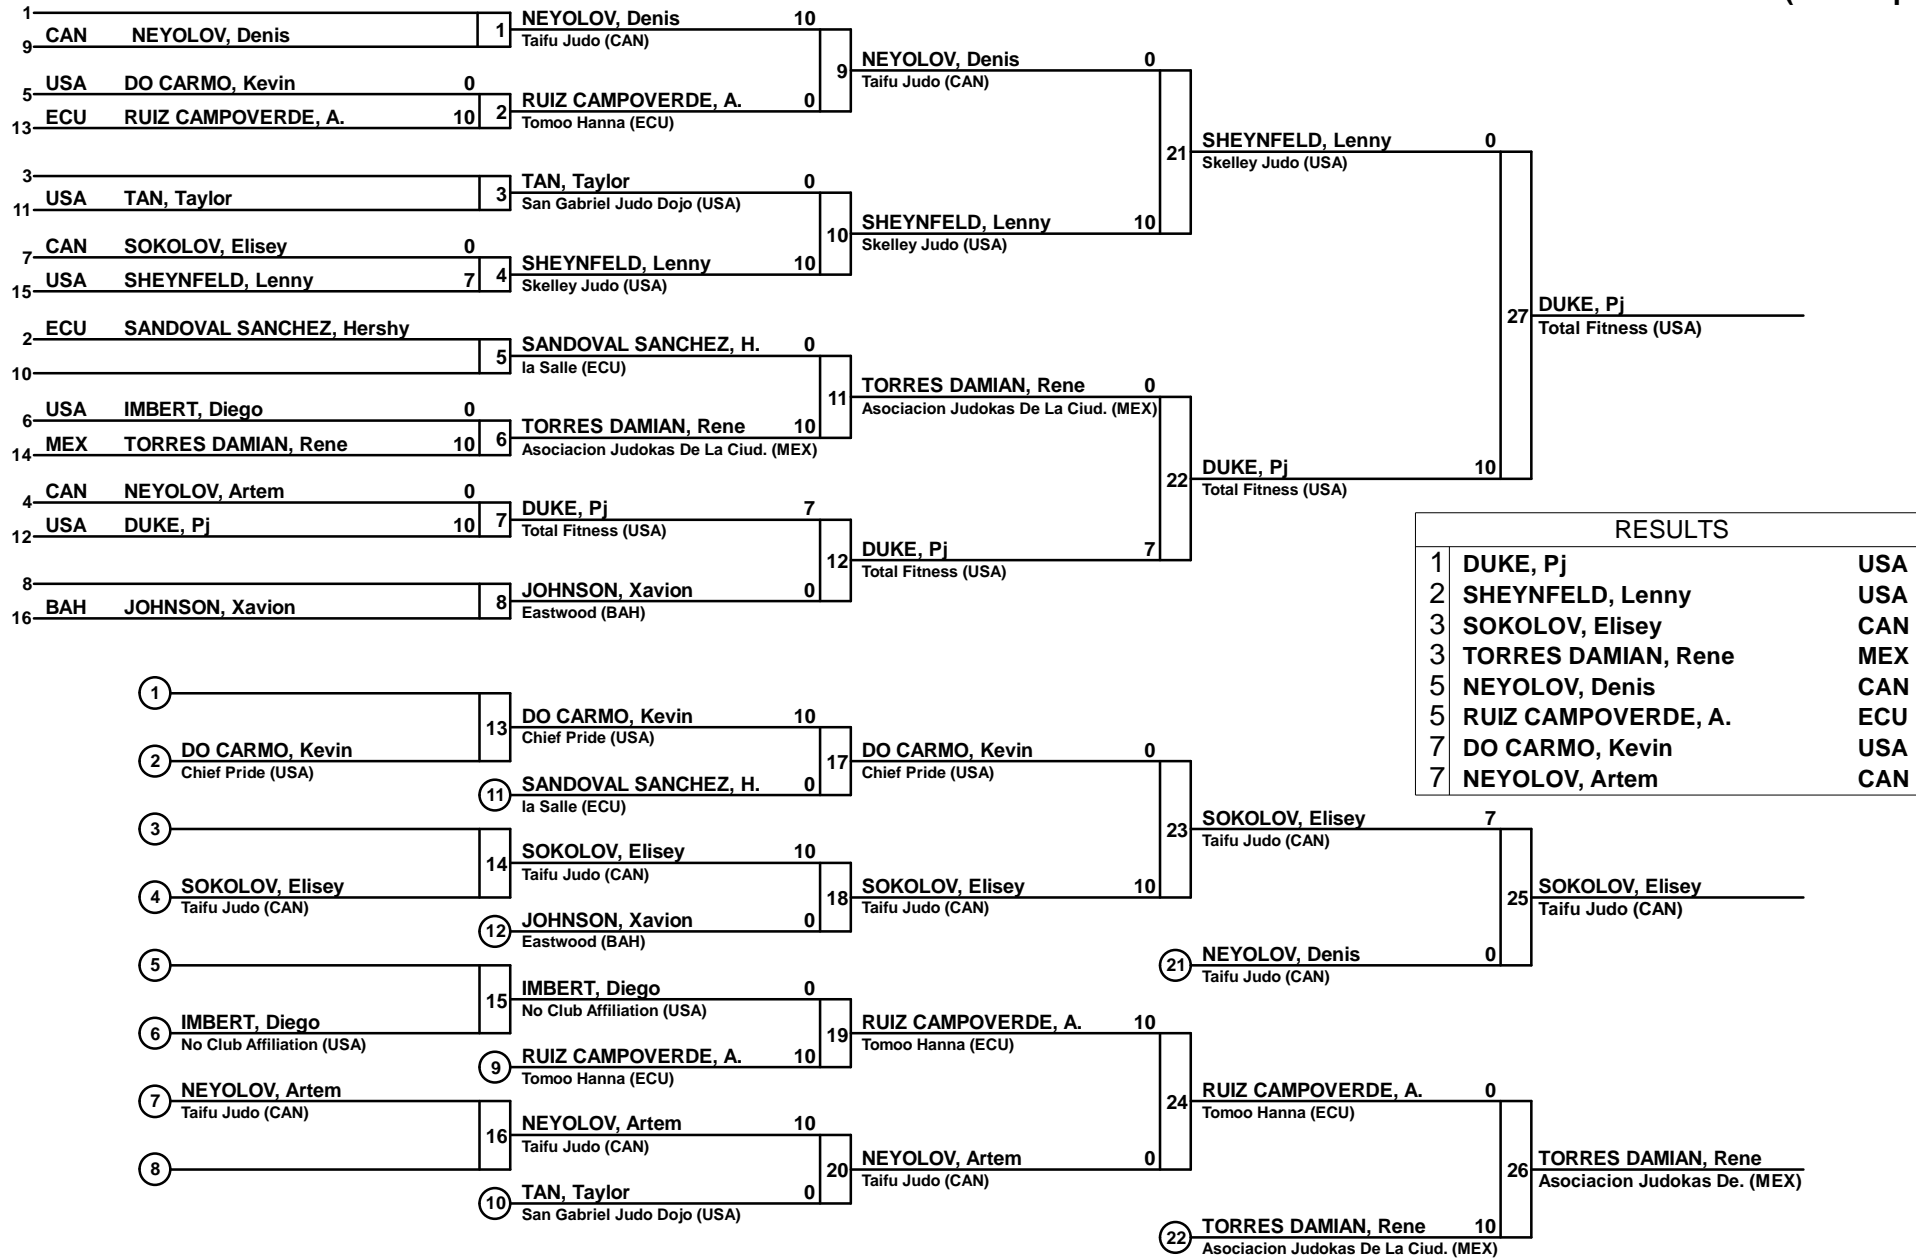 1
9 CAN NEYOLOV, Denis
1 NEYOLOV, Denis 10
Taifu Judo (CAN)
5 USA DO CARMO, Kevin 0
13 ECU RUIZ CAMPOVERDE, A. 10
2 RUIZ CAMPOVERDE, A. 0
Tomoo Hanna (ECU)
9 NEYOLOV, Denis 0
Taifu Judo (CAN)
3
11 USA TAN, Taylor
3 TAN, Taylor 0
San Gabriel Judo Dojo (USA)
7 CAN SOKOLOV, Elisey 0
15 USA SHEYNFELD, Lenny 7
4 SHEYNFELD, Lenny 10
Skelley Judo (USA)
10 SHEYNFELD, Lenny 10
Skelley Judo (USA)
21 SHEYNFELD, Lenny 0
Skelley Judo (USA)
2 ECU SANDOVAL SANCHEZ, Hershy
10
5 SANDOVAL SANCHEZ, H. 0
la Salle (ECU)
6 USA IMBERT, Diego 0
14 MEX TORRES DAMIAN, Rene 10
6 TORRES DAMIAN, Rene 10
Asociacion Judokas De La Ciud. (MEX)
11 TORRES DAMIAN, Rene 0
Asociacion Judokas De La Ciud. (MEX)
4 CAN NEYOLOV, Artem 0
12 USA DUKE, Pj 10
7 DUKE, Pj 7
Total Fitness (USA)
8
16 BAH JOHNSON, Xavion
8 JOHNSON, Xavion 0
Eastwood (BAH)
12 DUKE, Pj 7
Total Fitness (USA)
22 DUKE, Pj 10
Total Fitness (USA)
27 DUKE, Pj
Total Fitness (USA)
RESULTS
1 DUKE, Pj USA
2 SHEYNFELD, Lenny USA
3 SOKOLOV, Elisey CAN
3 TORRES DAMIAN, Rene MEX
5 NEYOLOV, Denis CAN
5 RUIZ CAMPOVERDE, A. ECU
7 DO CARMO, Kevin USA
7 NEYOLOV, Artem CAN
1
2 DO CARMO, Kevin
Chief Pride (USA)
13 DO CARMO, Kevin 10
Chief Pride (USA)
11 SANDOVAL SANCHEZ, H. 0
la Salle (ECU)
17 DO CARMO, Kevin 0
Chief Pride (USA)
3
4 SOKOLOV, Elisey
Taifu Judo (CAN)
14 SOKOLOV, Elisey 10
Taifu Judo (CAN)
12 JOHNSON, Xavion 0
Eastwood (BAH)
18 SOKOLOV, Elisey 10
Taifu Judo (CAN)
23 SOKOLOV, Elisey 7
Taifu Judo (CAN)
21 NEYOLOV, Denis 0
Taifu Judo (CAN)
25 SOKOLOV, Elisey
Taifu Judo (CAN)
5
6 IMBERT, Diego
No Club Affiliation (USA)
15 IMBERT, Diego 0
No Club Affiliation (USA)
9 RUIZ CAMPOVERDE, A. 10
Tomoo Hanna (ECU)
19 RUIZ CAMPOVERDE, A. 10
Tomoo Hanna (ECU)
7 NEYOLOV, Artem
Taifu Judo (CAN)
8
16 NEYOLOV, Artem 10
Taifu Judo (CAN)
10 TAN, Taylor 0
San Gabriel Judo Dojo (USA)
20 NEYOLOV, Artem 0
Taifu Judo (CAN)
24 RUIZ CAMPOVERDE, A. 0
Tomoo Hanna (ECU)
22 TORRES DAMIAN, Rene 10
Asociacion Judokas De La Ciud. (MEX)
26 TORRES DAMIAN, Rene
Asociacion Judokas De. (MEX)